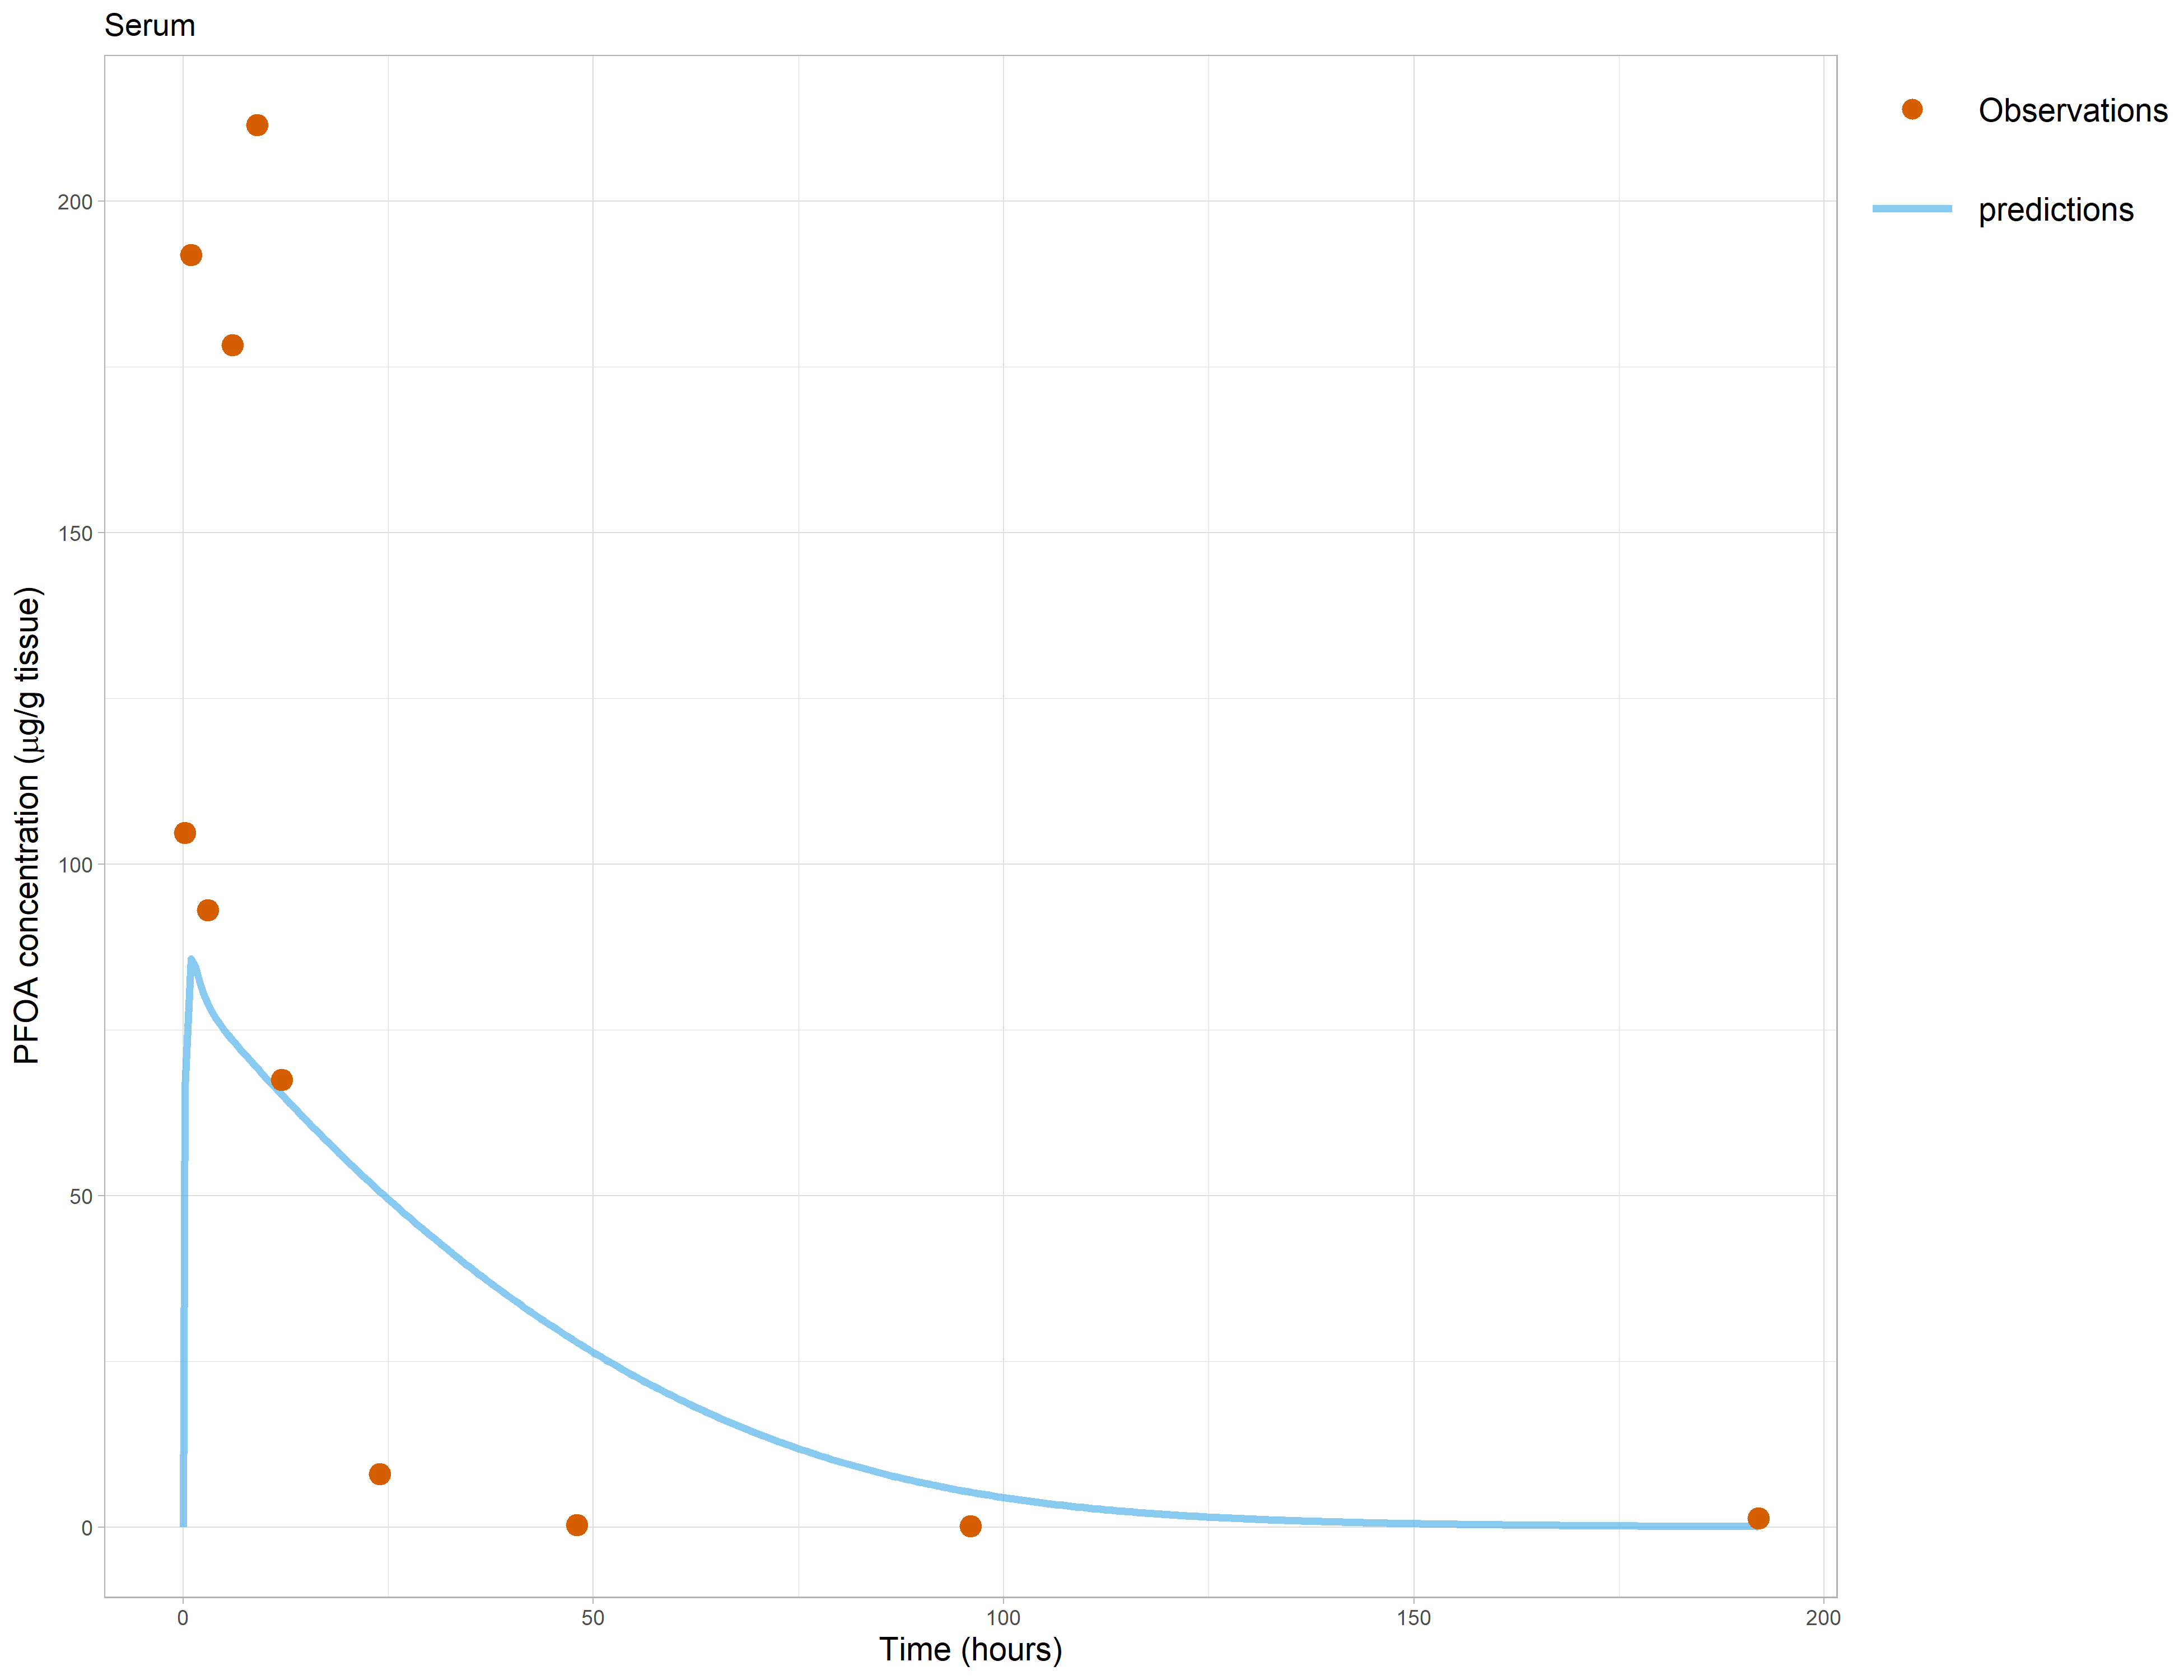 Serum
Observations
predictions
PFOA concentration (μg/g tissue)
200
150
100
50
0
0 50 100 150 200
Time (hours)